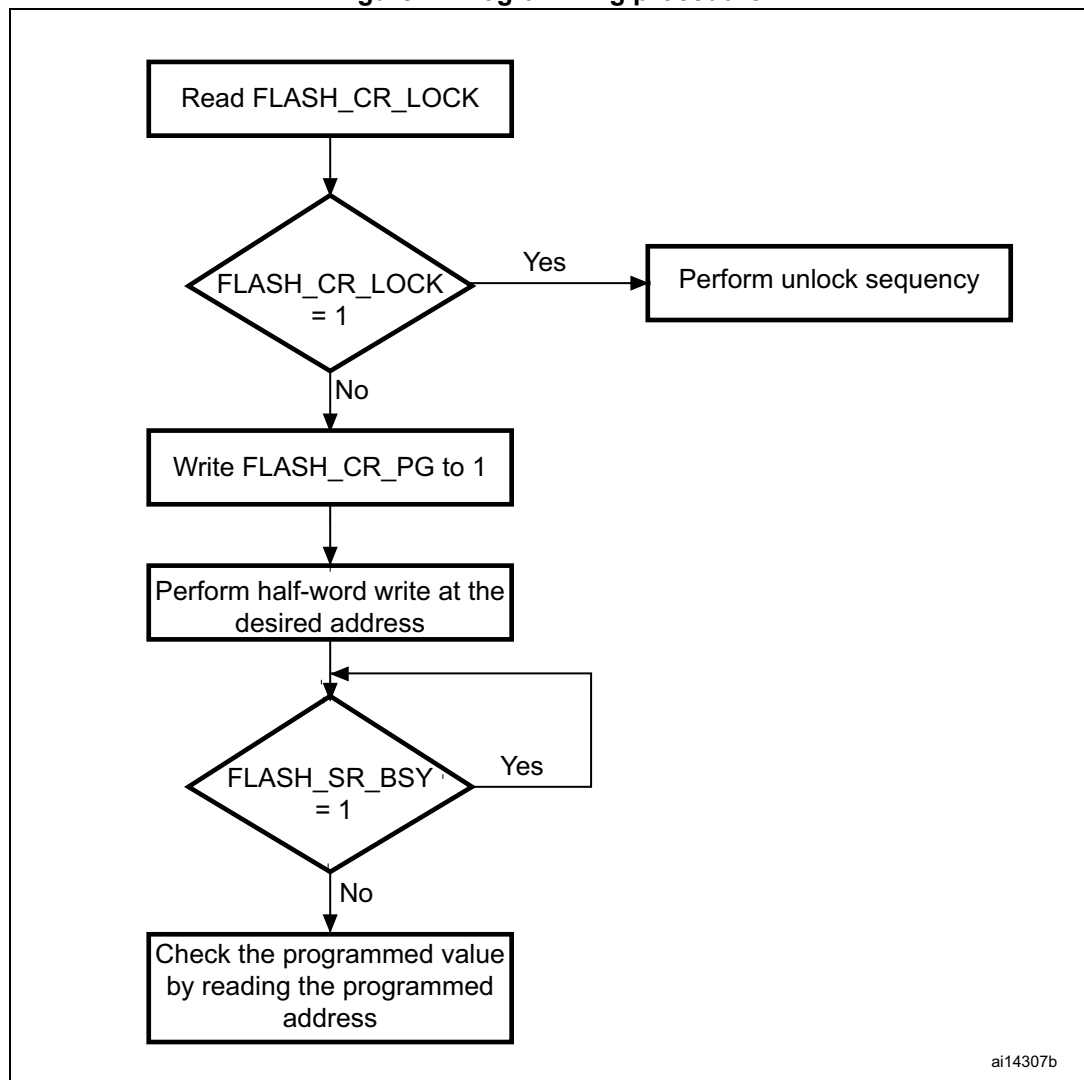 Read FLASH_CR_LOCK
FLASH_CR_LOCK
= 1
Yes
Perform unlock sequency
No
Write FLASH_CR_PG to 1
Perform half-word write at the
desired address
FLASH_SR_BSY
= 1
Yes
No
Check the programmed value
by reading the programmed
address
ai14307b